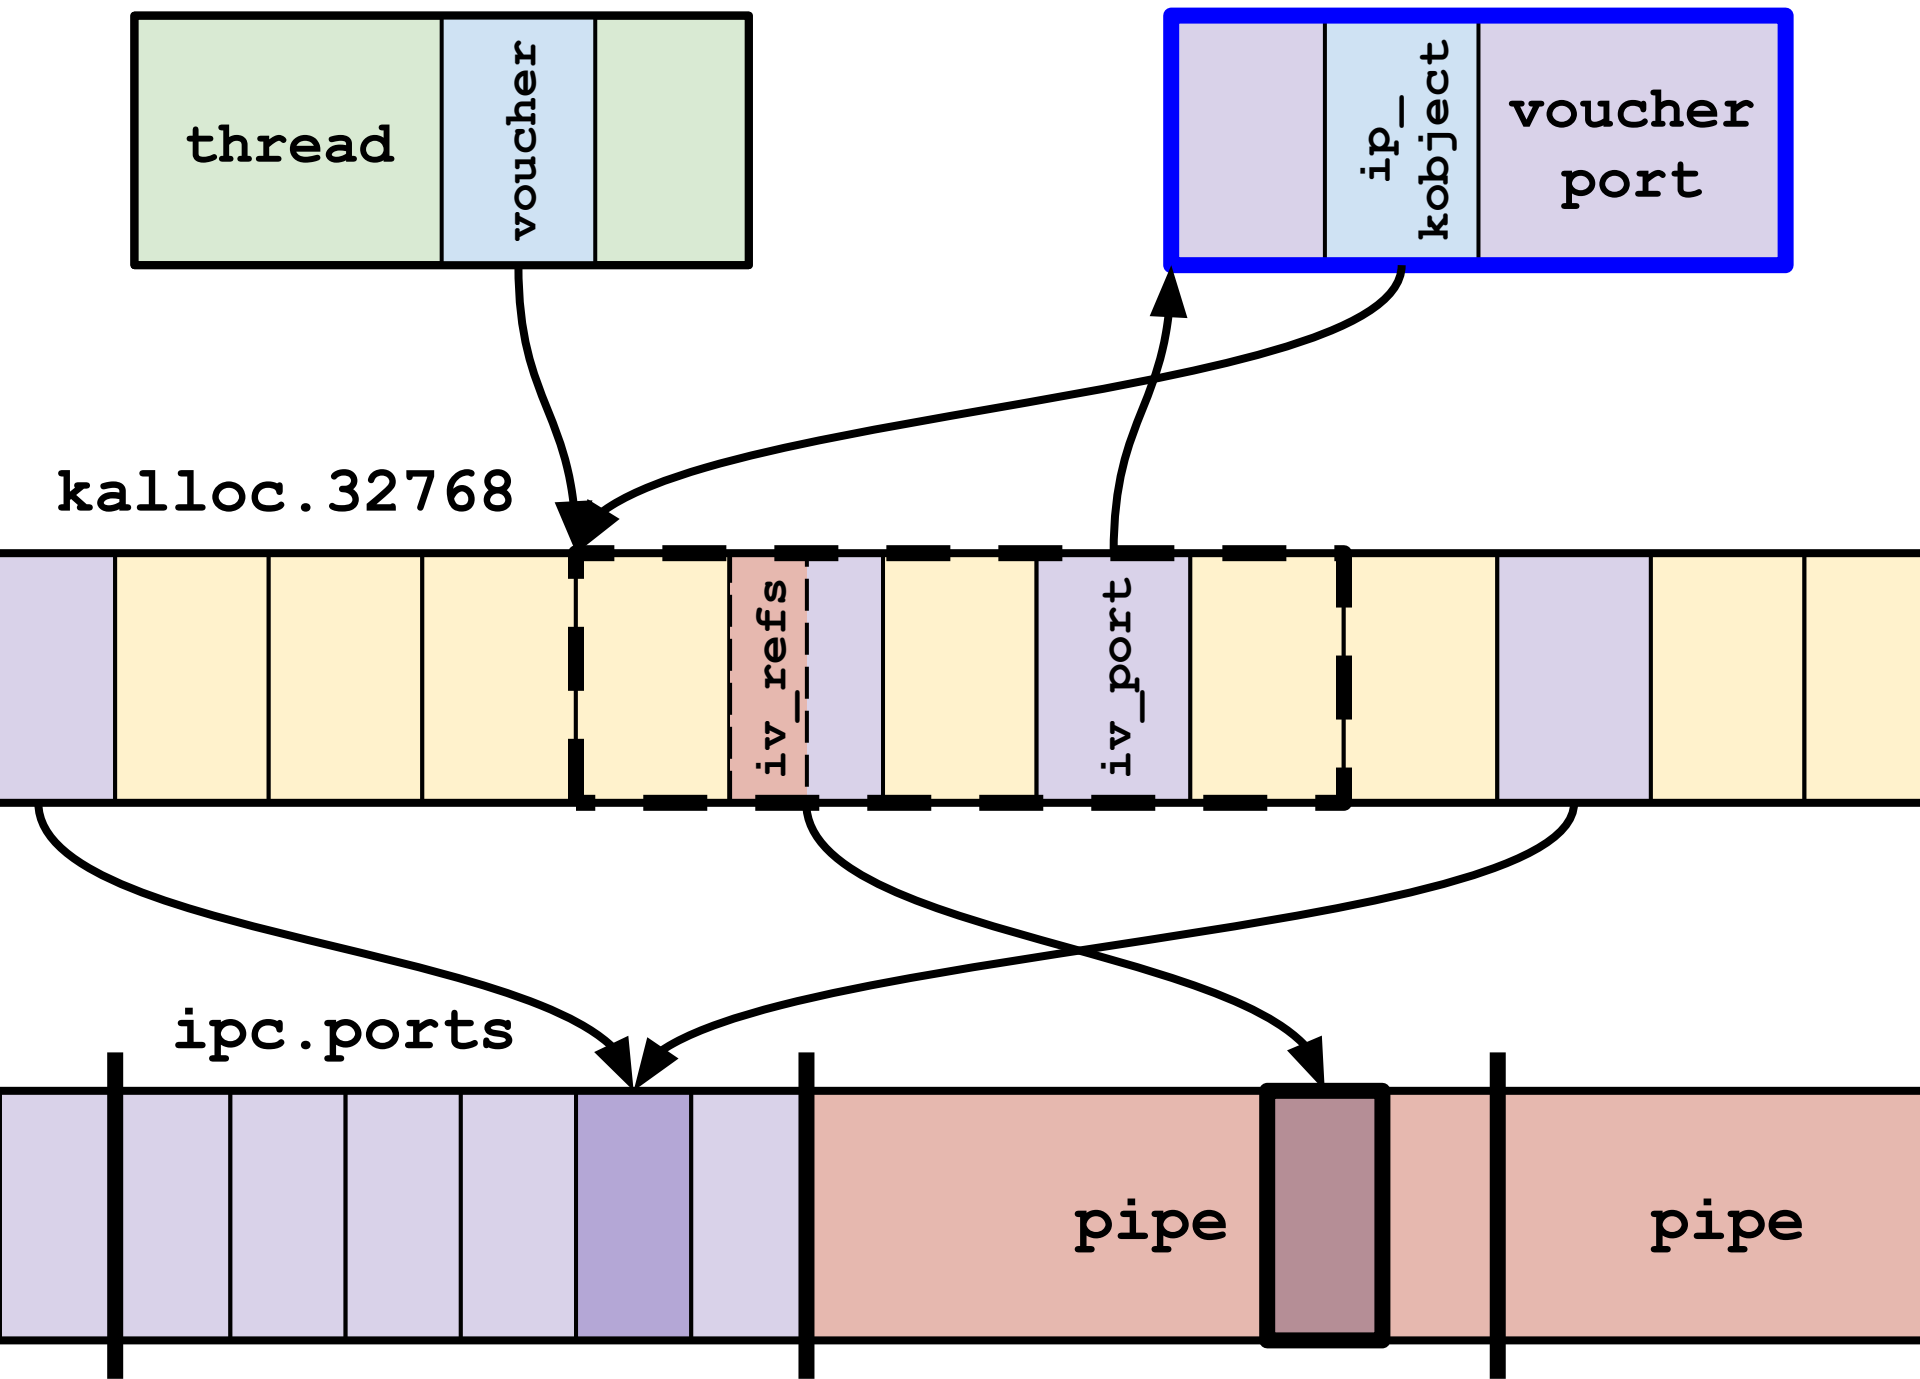 thread
voucher
ip_
kobject
voucher
port
kalloc.32768
iv_refs
iv_port
ipc.ports
pipe
pipe